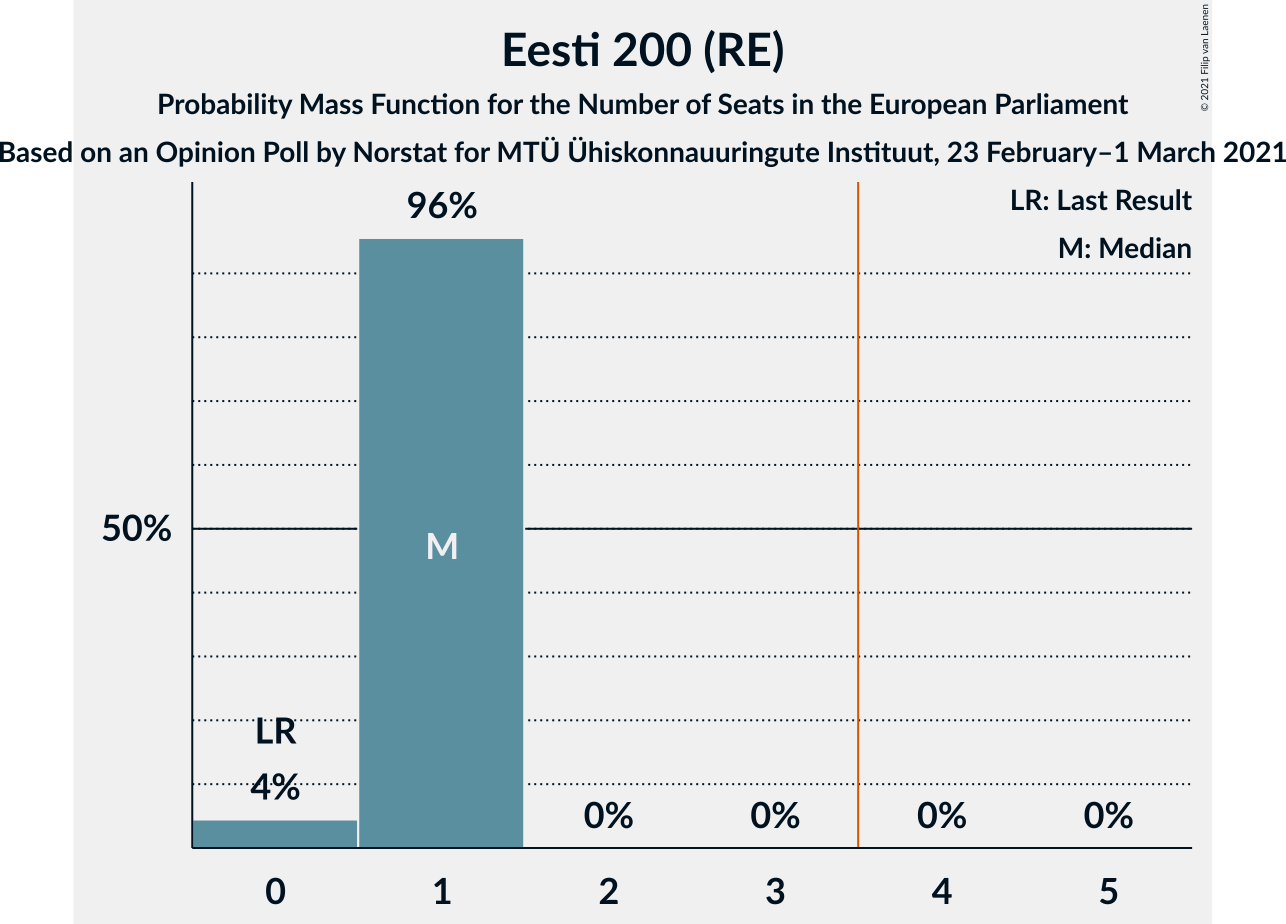 Eesti 200 (RE)
Probability Mass Function for the Number of Seats in the European Parliament
Based on an Opinion Poll by Norstat for MTÜ Ühiskonnauuringute Instituut, 23 February–1 March 2021
© 2021 Filip van Laenen
LR: Last Result
M: Median
96%
50%
M
LR
4%
0%
0%
0%
0%
0
1
2
3
4
5